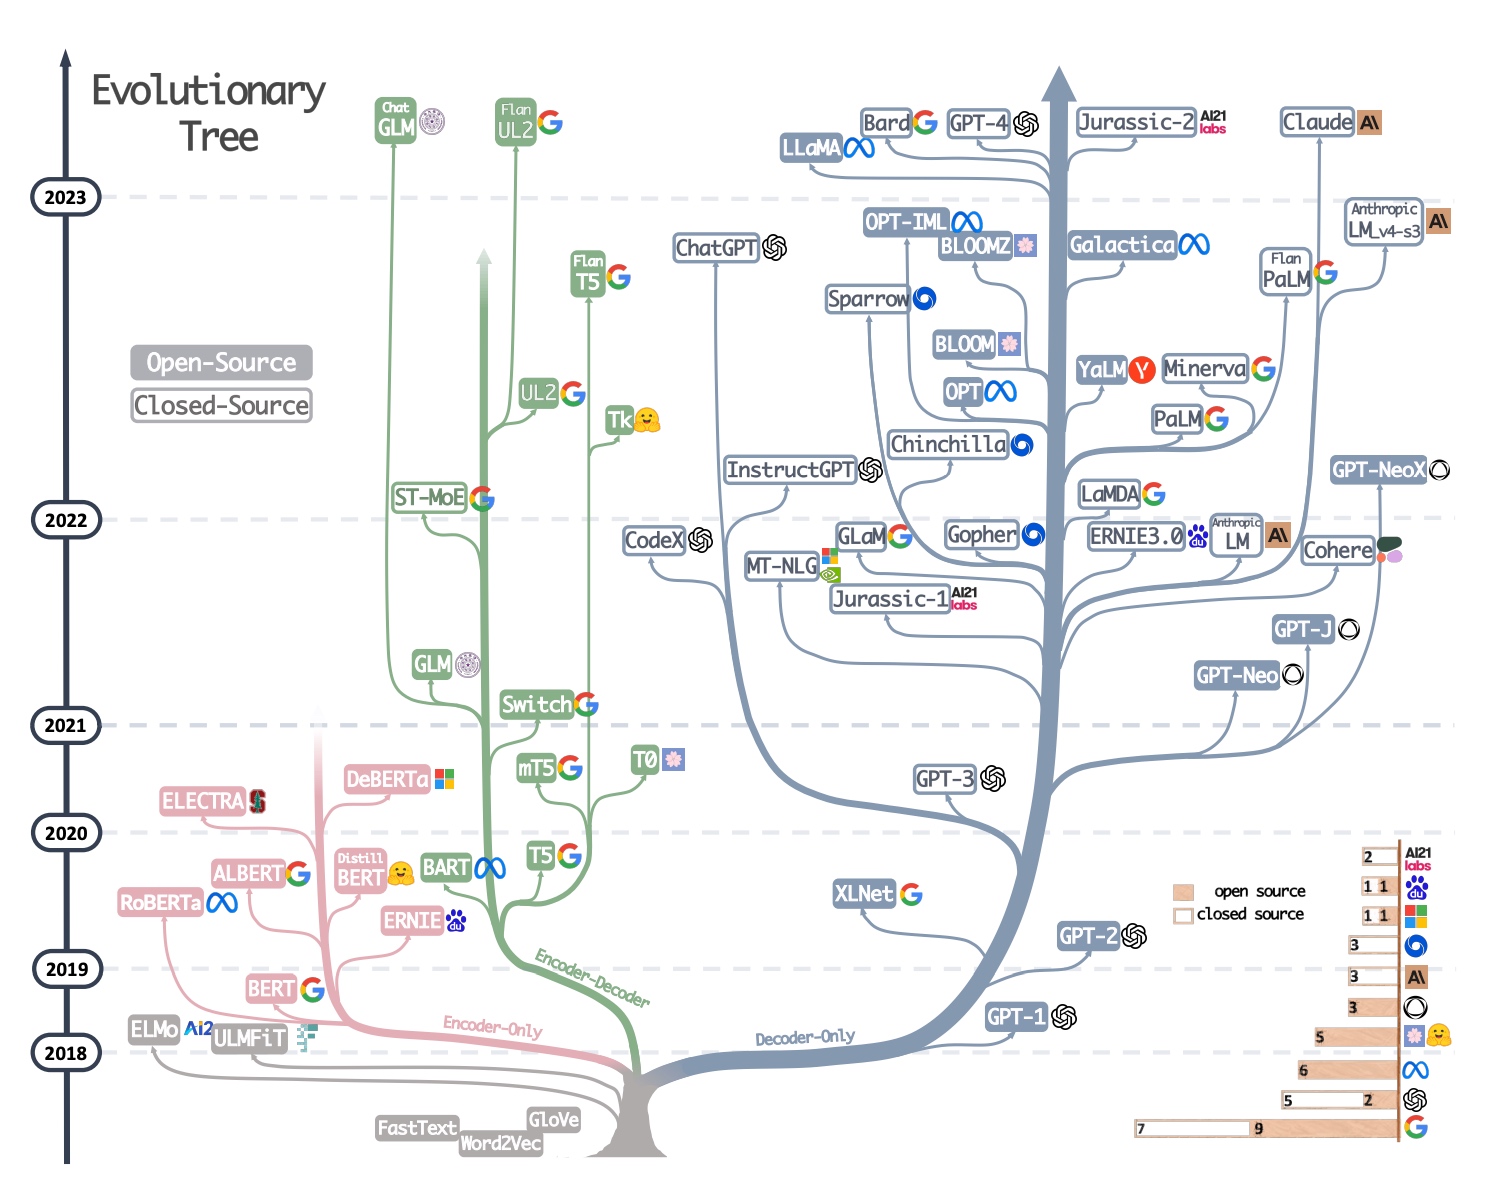 Evolutionary
Tree
2023
2022
2021
2020
2019
2018
Open-Source
Closed-Source
Chat
GLM
Flan
UL2
LLaMA
Bard
GPT-4
Jurassic-2
AI21
labs
Claude
A\
Anthropic
LM_v4-s3
A\
OPT-IML
BLOOMZ
Galactica
ChatGPT
Flan
T5
Flan
PaLM
Sparrow
BLOOM
YaLM
Y
Minerva
UL2
OPT
Tk
PaLM
Chinchilla
InstructGPT
GPT-NeoX
ST-MoE
LaMDA
CodeX
GLaM
Gopher
ERNIE3.0
du
Anthropic
LM
A\
Cohere
MT-NLG
Jurassic-1
AI21
labs
GPT-J
GLM
GPT-Neo
Switch
T0
mT5
DeBERTa
GPT-3
ELECTRA
S
T5
BART
Distill
BERT
ALBERT
RoBERTa
ERNIE
du
XLNet
GPT-2
Encoder-Decoder
BERT
GPT-1
ELMo
Ai2
ULMFiT
Encoder-Only
Decoder-Only
GloVe
FastText
Word2Vec
open source
closed source
2
AI21
labs
1 1
du
1 1
3
3
A\
3
5
6
5 2
7 9